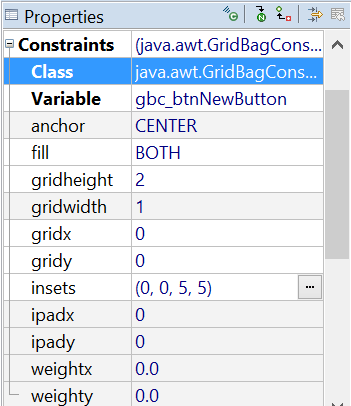 Properties
Constraints (java.awt.GridBagCons...
Class java.awt.GridBagCons...
Variable gbc_btnNewButton
anchor CENTER
fill BOTH
gridheight 2
gridwidth 1
gridx 0
gridy 0
insets (0, 0, 5, 5) ...
ipadx 0
ipady 0
weightx 0.0
weighty 0.0